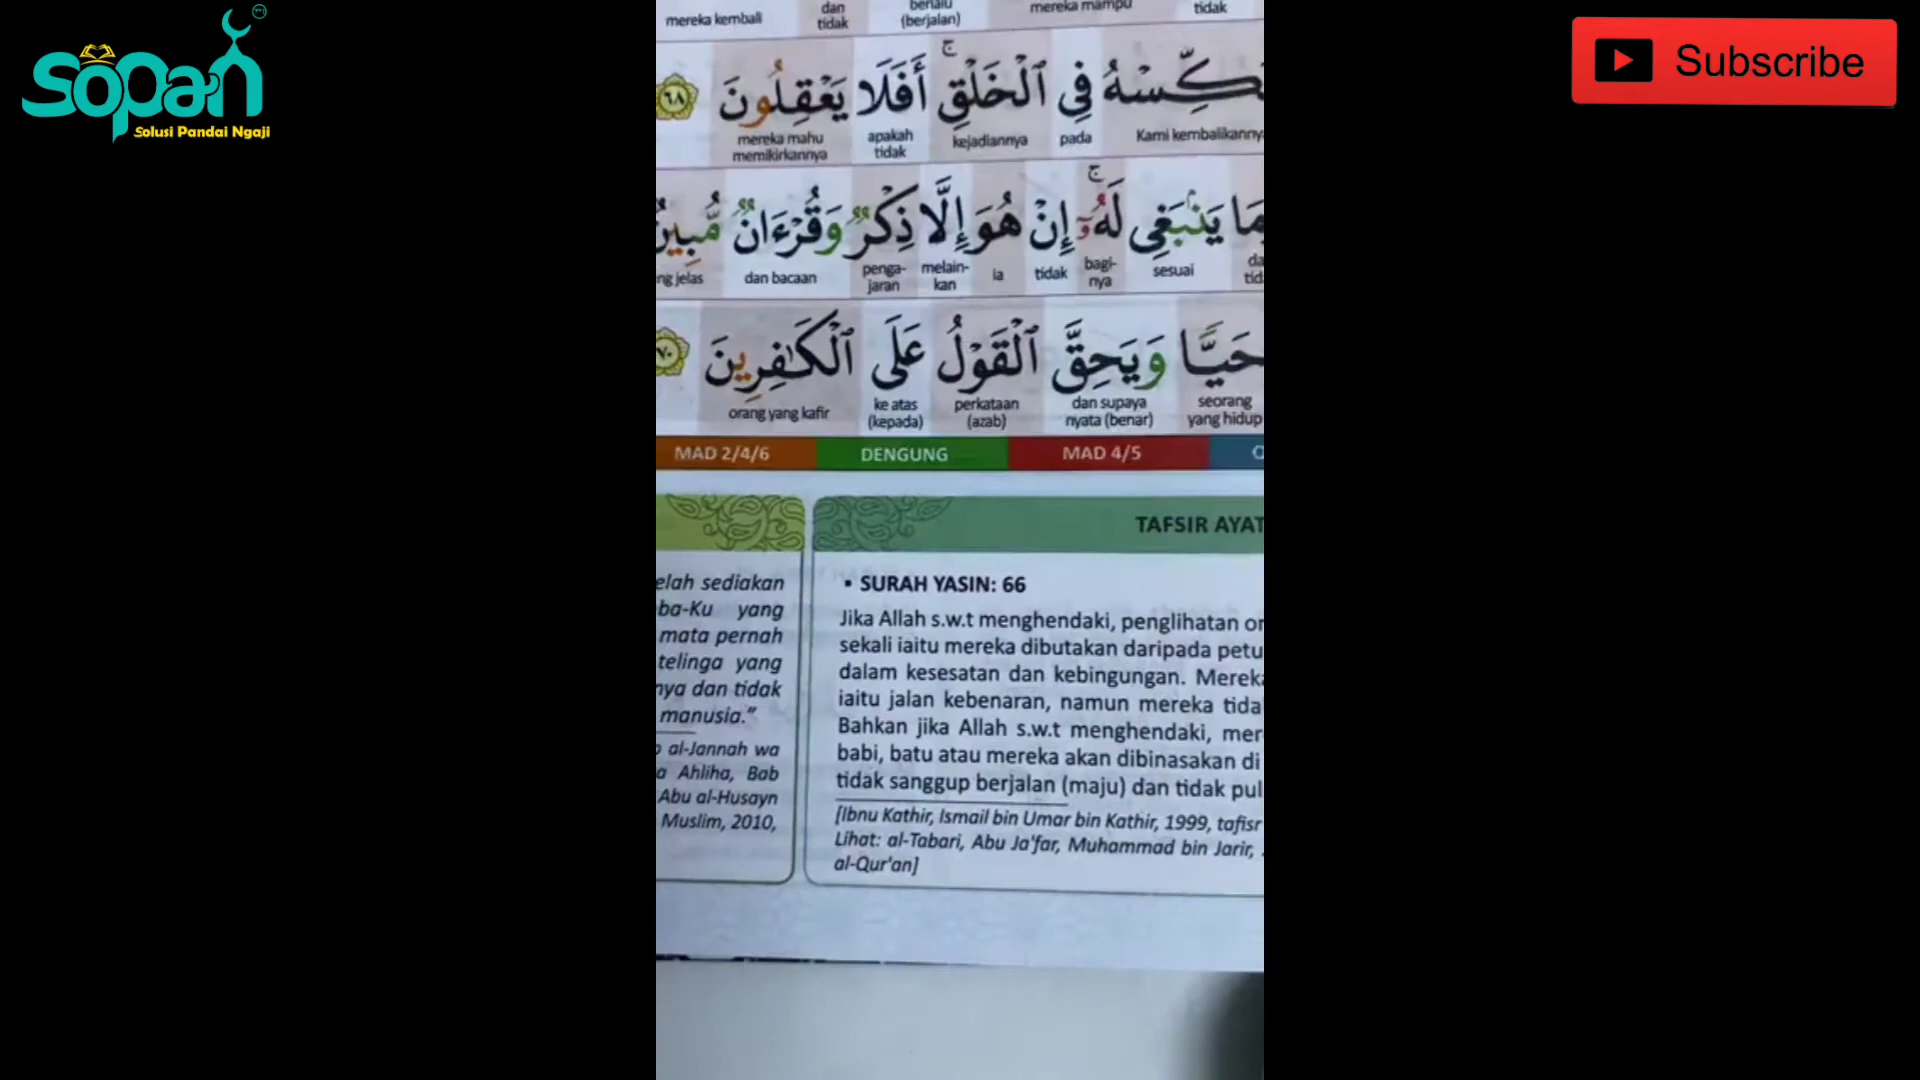 Sopan
Solusi Pandai Ngaji
Subscribe
mereka kembali dan tidak berlalu (berjalan) mereka mampu tidak
فِي ٱلْخَلْقِ ۚ أَفَلَا يَعْقِلُونَ ٦٨
mereka mahu memikirkannya apakah tidak kejadiannya pada Kami kembalikannya
يَنۢبَغِي لَهُۥٓ ۚ إِنْ هُوَ إِلَّا ذِكْرٌ وَقُرْءَانٌ مُّبِينٌ
ng jelas dan bacaan penga-jaran melain-kan ia tidak bagi-nya sesuai
حَيًّا وَيَحِقَّ ٱلْقَوْلُ عَلَى ٱلْكَٰفِرِينَ ٧٠
orang yang kafir ke atas (kepada) perkataan (azab) dan supaya nyata (benar) seorang yang hidup
MAD 2/4/6 DENGUNG MAD 4/5
TAFSIR AYAT
elah sediakan
ba-Ku yang
mata pernah
telinga yang
nya dan tidak
manusia."
al-Jannah wa
a Ahliha, Bab
Abu al-Husayn
Muslim, 2010,
• SURAH YASIN: 66
Jika Allah s.w.t menghendaki, penglihatan or
sekali iaitu mereka dibutakan daripada petu
dalam kesesatan dan kebingungan. Mereka
iaitu jalan kebenaran, namun mereka tida
Bahkan jika Allah s.w.t menghendaki, mer
babi, batu atau mereka akan dibinasakan di
tidak sanggup berjalan (maju) dan tidak pul
[Ibnu Kathir, Ismail bin Umar bin Kathir, 1999, tafisr
Lihat: al-Tabari, Abu Ja'far, Muhammad bin Jarir,
al-Qur'an]